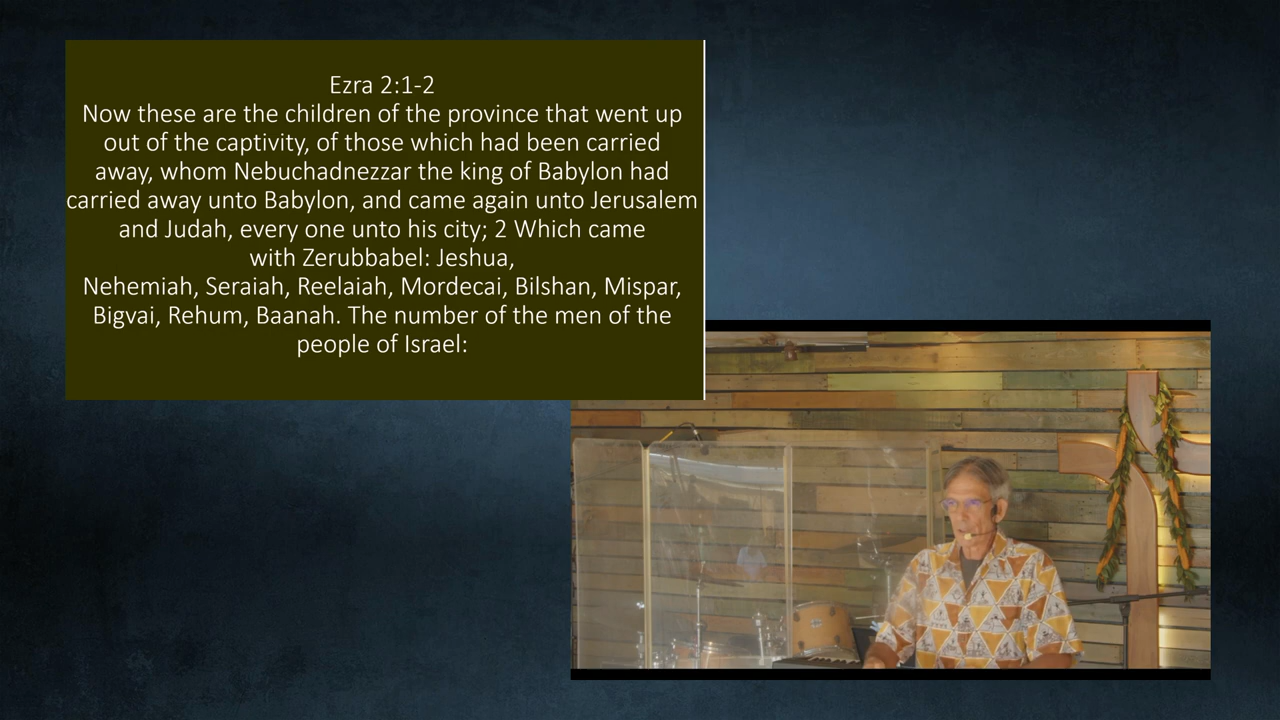 Ezra 2:1-2
Now these are the children of the province that went up
out of the captivity, of those which had been carried
away, whom Nebuchadnezzar the king of Babylon had
carried away unto Babylon, and came again unto Jerusalem
and Judah, every one unto his city; 2 Which came
with Zerubbabel: Jeshua,
Nehemiah, Seraiah, Reelaiah, Mordecai, Bilshan, Mispar,
Bigvai, Rehum, Baanah. The number of the men of the
people of Israel: